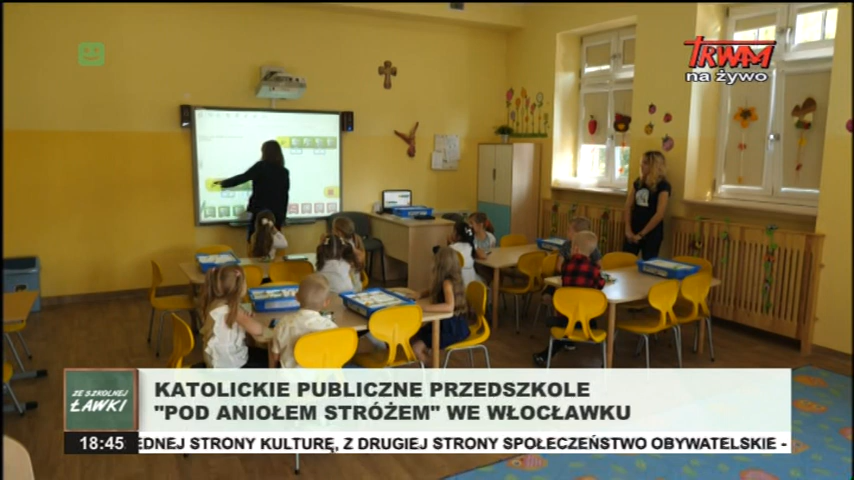 TRWAM
na żywo
ZE SZKOLNEJ
ŁAWKI
KATOLICKIE PUBLICZNE PRZEDSZKOLE
"POD ANIOŁEM STRÓŻEM" WE WŁOCŁAWKU
18:45
EDNEJ STRONY KULTURĘ, Z DRUGIEJ STRONY SPOŁECZEŃSTWO OBYWATELSKIE -